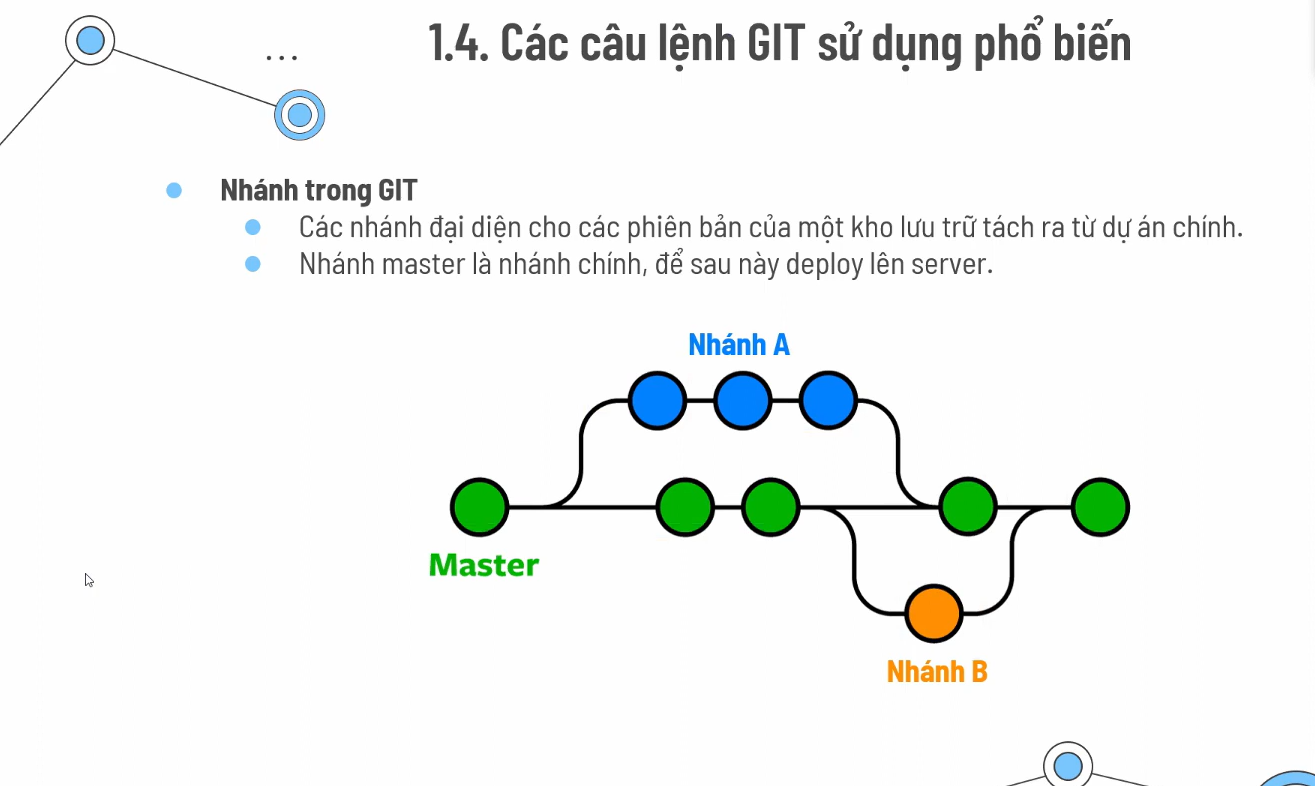 ...
1.4. Các câu lệnh GIT sử dụng phổ biến
Nhánh trong GIT
Các nhánh đại diện cho các phiên bản của một kho lưu trữ tách ra từ dự án chính.
Nhánh master là nhánh chính, để sau này deploy lên server.
Nhánh A
Master
Nhánh B